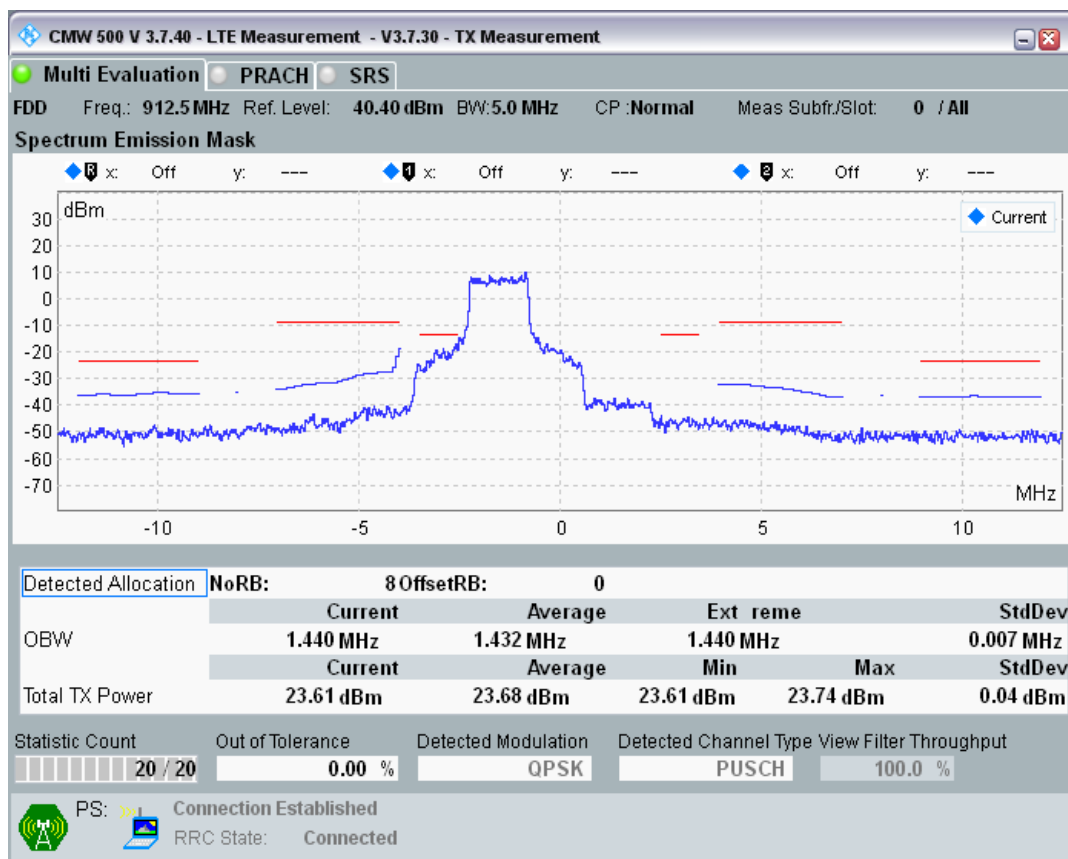 CMW 500 V 3.7.40 - LTE Measurement - V3.7.30 - TX Measurement
Multi Evaluation PRACH SRS
FDD Freq.: 912.5 MHz Ref. Level: 40.40 dBm BW:5.0 MHz CP :Normal Meas Subfr./Slot: 0 / All
Spectrum Emission Mask
R x: Off y: --- 1 x: Off y: --- 2 x: Off y: ---
dBm
Current
30
20
10
0
-10
-20
-30
-40
-50
-60
-70
MHz
-10 -5 0 5 10
Detected Allocation NoRB: 8 OffsetRB: 0
Current Average Ext reme StdDev
OBW 1.440 MHz 1.432 MHz 1.440 MHz 0.007 MHz
Current Average Min Max StdDev
Total TX Power 23.61 dBm 23.68 dBm 23.61 dBm 23.74 dBm 0.04 dBm
Statistic Count Out of Tolerance Detected Modulation Detected Channel Type View Filter Throughput
20 / 20 0.00 % QPSK PUSCH 100.0 %
PS: Connection Established
RRC State: Connected